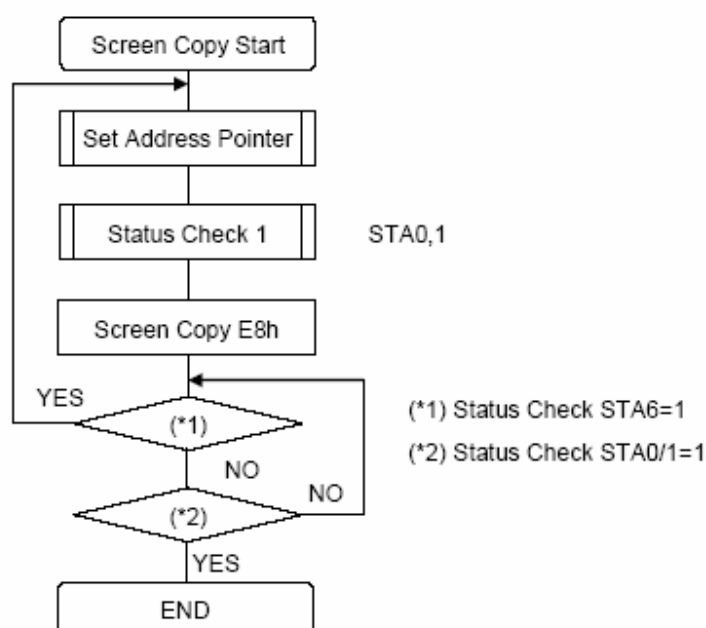 Screen Copy Start
Set Address Pointer
Status Check 1
STA0,1
Screen Copy E8h
YES
(*1)
(*1) Status Check STA6=1
NO
(*2) Status Check STA0/1=1
NO
(*2)
YES
END